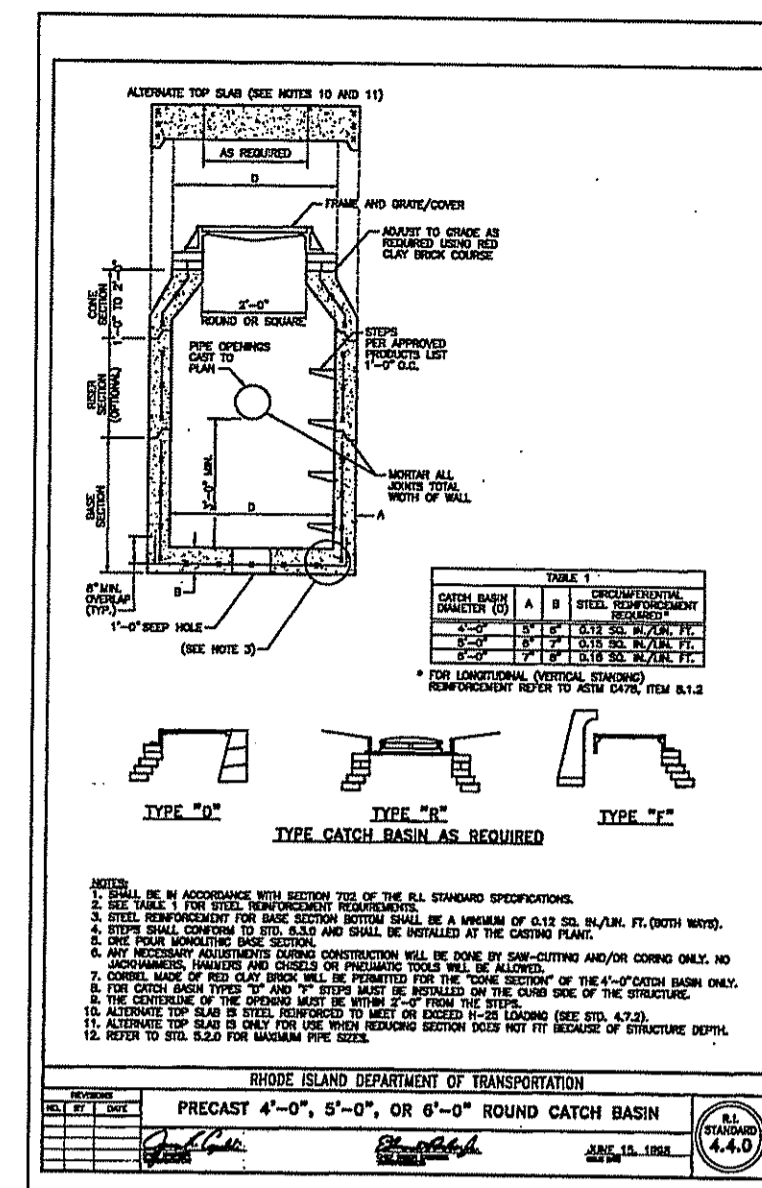 ALTERNATE TOP SLAB (SEE NOTES 10 AND 11)
AS REQUIRED
D
FRAME AND GRATE/COVER
ADJUST TO GRADE AS
REQUIRED USING RED
CLAY BRICK COURSE
CONE
SECTION
1'-0" TO 2'-0"
2'-0"
ROUND OR SQUARE
PIPE OPENINGS
CAST TO
PLAN
STEPS
PER APPROVED
PRODUCTS LIST
1'-0" O.C.
RISER
SECTION
(OPTIONAL)
MORTAR ALL
JOINTS TOTAL
WIDTH OF WALL
3'-0" MIN.
BASE
SECTION
D
A
B
6" MIN.
OVERLAP
(TYP.)
1'-0" SEEP HOLE
(SEE NOTE 3)
TABLE 1
CATCH BASIN DIAMETER (D) A B CIRCUMFERENTIAL STEEL REINFORCEMENT REQUIRED*
4'-0" 5" 6" 0.12 SQ. IN./LIN. FT.
5'-0" 6" 7" 0.15 SQ. IN./LIN. FT.
6'-0" 7" 8" 0.18 SQ. IN./LIN. FT.
* FOR LONGITUDINAL (VERTICAL STANDING)
REINFORCEMENT REFER TO ASTM C478, ITEM 8.1.2
TYPE "D"
TYPE "R"
TYPE "F"
TYPE CATCH BASIN AS REQUIRED
NOTES:
1. SHALL BE IN ACCORDANCE WITH SECTION 702 OF THE R.I. STANDARD SPECIFICATIONS.
2. SEE TABLE 1 FOR STEEL REINFORCEMENT REQUIREMENTS.
3. STEEL REINFORCEMENT FOR BASE SECTION BOTTOM SHALL BE A MINIMUM OF 0.12 SQ. IN./LIN. FT. (BOTH WAYS).
4. STEPS SHALL CONFORM TO STD. 5.3.0 AND SHALL BE INSTALLED AT THE CASTING PLANT.
5. ONE POUR MONOLITHIC BASE SECTION.
6. ANY NECESSARY ADJUSTMENTS DURING CONSTRUCTION WILL BE DONE BY SAW-CUTTING AND/OR CORING ONLY. NO
JACKHAMMERS, HAMMERS AND CHISELS OR PNEUMATIC TOOLS WILL BE ALLOWED.
7. CORBEL MADE OF RED CLAY BRICK WILL BE PERMITTED FOR THE "CONE SECTION" OF THE 4'-0" CATCH BASIN ONLY.
8. FOR CATCH BASIN TYPES "D" AND "F" STEPS MUST BE INSTALLED ON THE CURB SIDE OF THE STRUCTURE.
9. THE CENTERLINE OF THE OPENING MUST BE WITHIN 2'-0" FROM THE STEPS.
10. ALTERNATE TOP SLAB IS STEEL REINFORCED TO MEET OR EXCEED H-25 LOADING (SEE STD. 4.7.2).
11. ALTERNATE TOP SLAB IS ONLY FOR USE WHEN REDUCING SECTION DOES NOT FIT BECAUSE OF STRUCTURE DEPTH.
12. REFER TO STD. 5.2.0 FOR MAXIMUM PIPE SIZES.
RHODE ISLAND DEPARTMENT OF TRANSPORTATION
REVISIONS
NO. BY DATE
PRECAST 4'-0", 5'-0", OR 6'-0" ROUND CATCH BASIN
JUNE 15, 1998
R.I.
STANDARD
4.4.0